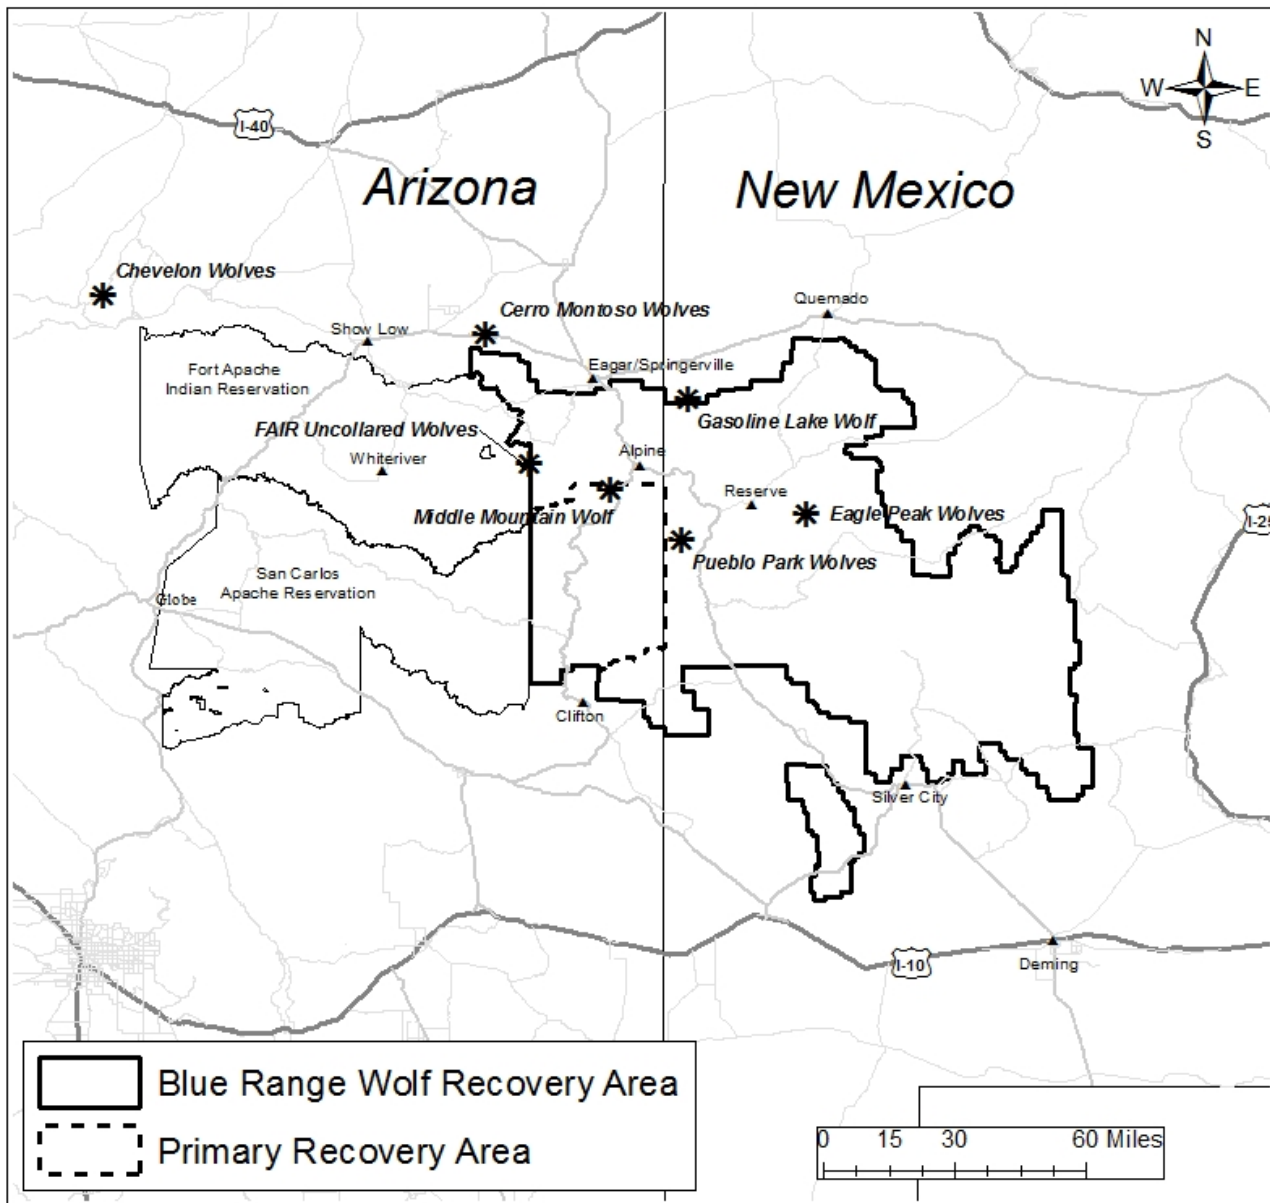 N
W E
S
I-40
Arizona
New Mexico
Chevelon Wolves
Cerro Montoso Wolves
Quemado
Show Low
Eagar/Springerville
Fort Apache
Indian Reservation
Gasoline Lake Wolf
FAIR Uncollared Wolves
Alpine
Whiteriver
Reserve
Middle Mountain Wolf
Eagle Peak Wolves
I-25
Pueblo Park Wolves
San Carlos
Apache Reservation
Globe
Clifton
Silver City
I-10
Deming
Blue Range Wolf Recovery Area
Primary Recovery Area
0 15 30 60 Miles